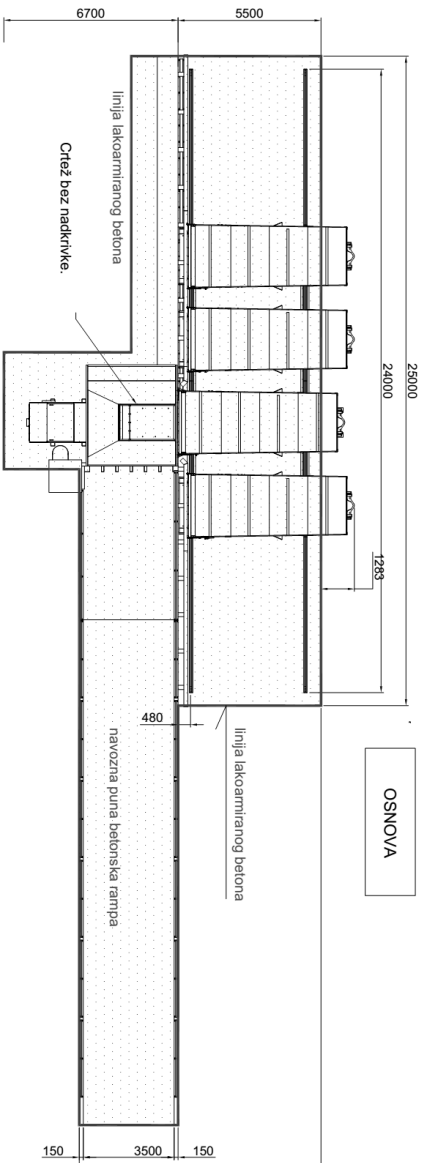 6700
5500
linija lakoarmiranog betona
Crtež bez nadkrivke.
25000
24000
1283
480
linija lakoarmiranog betona
OSNOVA
navozna puna betonska rampa
150
3500
150